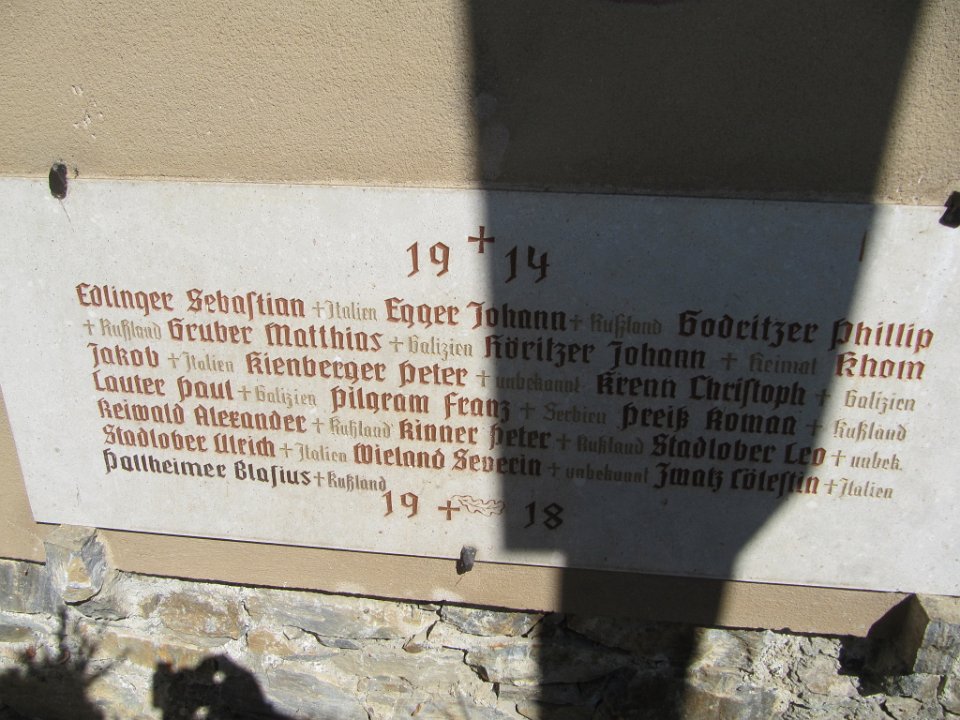 19 + 14
Edlinger Sebastian + Italien Egger Johann + Rußland Godritzer Phillip
+ Rußland Gruber Matthias + Galizien Köritzer Johann + Heimat Khom
Jakob + Italien Kienberger Peter + unbekannt Krenn Christoph + Galizien
Lauter Paul + Galizien Pilgram Franz + Serbien Preiß Roman + Rußland
Reiwald Alexander + Rußland Rinner Peter + Rußland Stadlober Leo + unbek.
Stadlober Ulrich + Italien Wieland Severin + unbekannt Zwatz Cölestin + Italien
Pallheimer Blasius + Rußland
19 + 18